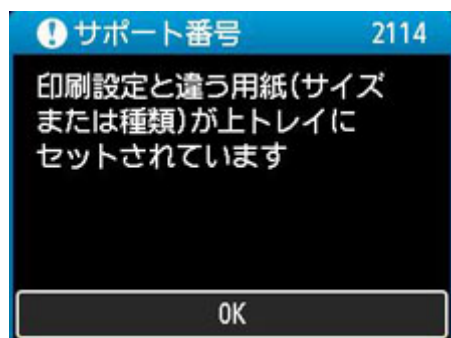 サポート番号 2114
印刷設定と違う用紙(サイズ
または種類)が上トレイに
セットされています
OK